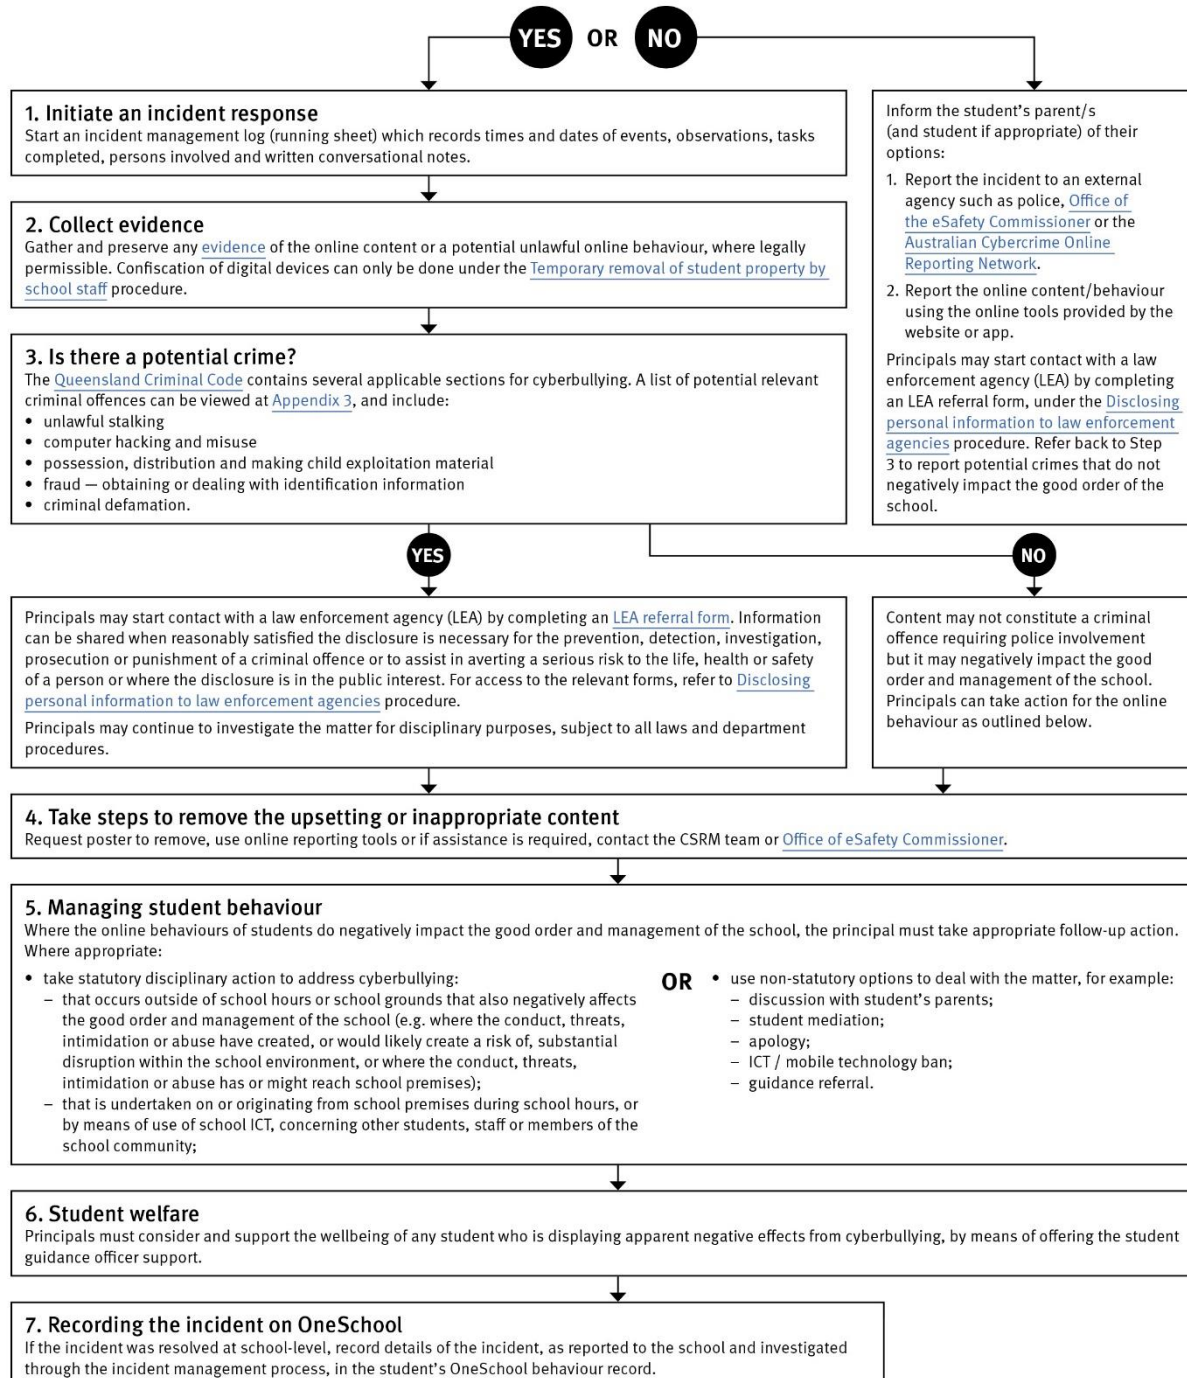 YES OR NO
1. Initiate an incident response
Start an incident management log (running sheet) which records times and dates of events, observations, tasks
completed, persons involved and written conversational notes.
2. Collect evidence
Gather and preserve any evidence of the online content or a potential unlawful online behaviour, where legally
permissible. Confiscation of digital devices can only be done under the Temporary removal of student property by
school staff procedure.
3. Is there a potential crime?
The Queensland Criminal Code contains several applicable sections for cyberbullying. A list of potential relevant
criminal offences can be viewed at Appendix 3, and include:
• unlawful stalking
• computer hacking and misuse
• possession, distribution and making child exploitation material
• fraud — obtaining or dealing with identification information
• criminal defamation.
Inform the student's parent/s
(and student if appropriate) of their
options:
1. Report the incident to an external
agency such as police, Office of
the eSafety Commissioner or the
Australian Cybercrime Online
Reporting Network.
2. Report the online content/behaviour
using the online tools provided by the
website or app.
Principals may start contact with a law
enforcement agency (LEA) by completing
an LEA referral form, under the Disclosing
personal information to law enforcement
agencies procedure. Refer back to Step
3 to report potential crimes that do not
negatively impact the good order of the
school.
YES
NO
Principals may start contact with a law enforcement agency (LEA) by completing an LEA referral form. Information
can be shared when reasonably satisfied the disclosure is necessary for the prevention, detection, investigation,
prosecution or punishment of a criminal offence or to assist in averting a serious risk to the life, health or safety
of a person or where the disclosure is in the public interest. For access to the relevant forms, refer to Disclosing
personal information to law enforcement agencies procedure.
Principals may continue to investigate the matter for disciplinary purposes, subject to all laws and department
procedures.
Content may not constitute a criminal
offence requiring police involvement
but it may negatively impact the good
order and management of the school.
Principals can take action for the online
behaviour as outlined below.
4. Take steps to remove the upsetting or inappropriate content
Request poster to remove, use online reporting tools or if assistance is required, contact the CSRM team or Office of eSafety Commissioner.
5. Managing student behaviour
Where the online behaviours of students do negatively impact the good order and management of the school, the principal must take appropriate follow-up action.
Where appropriate:
• take statutory disciplinary action to address cyberbullying:
– that occurs outside of school hours or school grounds that also negatively affects
the good order and management of the school (e.g. where the conduct, threats,
intimidation or abuse have created, or would likely create a risk of, substantial
disruption within the school environment, or where the conduct, threats,
intimidation or abuse has or might reach school premises);
– that is undertaken on or originating from school premises during school hours, or
by means of use of school ICT, concerning other students, staff or members of the
school community;
OR
• use non-statutory options to deal with the matter, for example:
– discussion with student's parents;
– student mediation;
– apology;
– ICT / mobile technology ban;
– guidance referral.
6. Student welfare
Principals must consider and support the wellbeing of any student who is displaying apparent negative effects from cyberbullying, by means of offering the student
guidance officer support.
7. Recording the incident on OneSchool
If the incident was resolved at school-level, record details of the incident, as reported to the school and investigated
through the incident management process, in the student's OneSchool behaviour record.